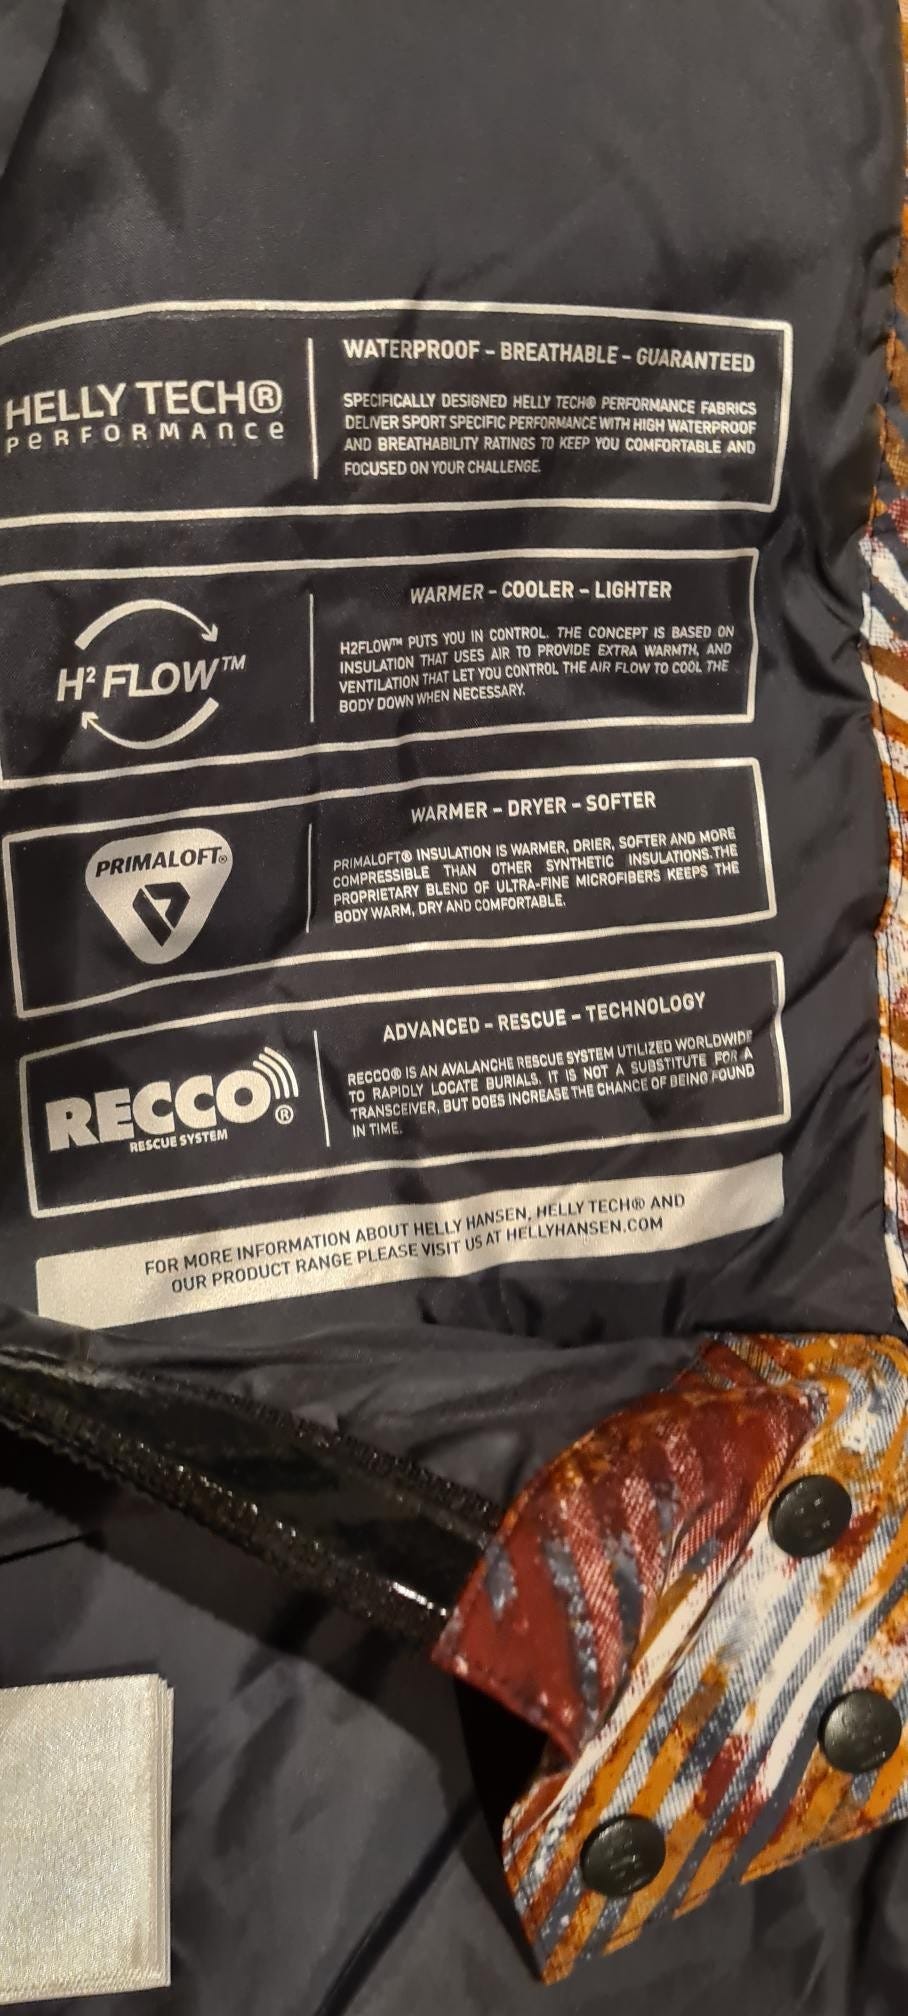 HELLY TECH®
PERFORMANCE
WATERPROOF - BREATHABLE - GUARANTEED
SPECIFICALLY DESIGNED HELLY TECH® PERFORMANCE FABRICS
DELIVER SPORT SPECIFIC PERFORMANCE WITH HIGH WATERPROOF
AND BREATHABILITY RATINGS TO KEEP YOU COMFORTABLE AND
FOCUSED ON YOUR CHALLENGE.
H² FLOW™
WARMER - COOLER - LIGHTER
H2FLOW™ PUTS YOU IN CONTROL. THE CONCEPT IS BASED ON
INSULATION THAT USES AIR TO PROVIDE EXTRA WARMTH, AND
VENTILATION THAT LET YOU CONTROL THE AIR FLOW TO COOL THE
BODY DOWN WHEN NECESSARY.
PRIMALOFT®
WARMER - DRYER - SOFTER
PRIMALOFT® INSULATION IS WARMER, DRIER, SOFTER AND MORE
COMPRESSIBLE THAN OTHER SYNTHETIC INSULATIONS.THE
PROPRIETARY BLEND OF ULTRA-FINE MICROFIBERS KEEPS THE
BODY WARM, DRY AND COMFORTABLE.
RECCO®
RESCUE SYSTEM
ADVANCED - RESCUE - TECHNOLOGY
RECCO® IS AN AVALANCHE RESCUE SYSTEM UTILIZED WORLDWIDE
TO RAPIDLY LOCATE BURIALS. IT IS NOT A SUBSTITUTE FOR A
TRANSCEIVER, BUT DOES INCREASE THE CHANCE OF BEING FOUND
IN TIME.
FOR MORE INFORMATION ABOUT HELLY HANSEN, HELLY TECH® AND
OUR PRODUCT RANGE PLEASE VISIT US AT HELLYHANSEN.COM